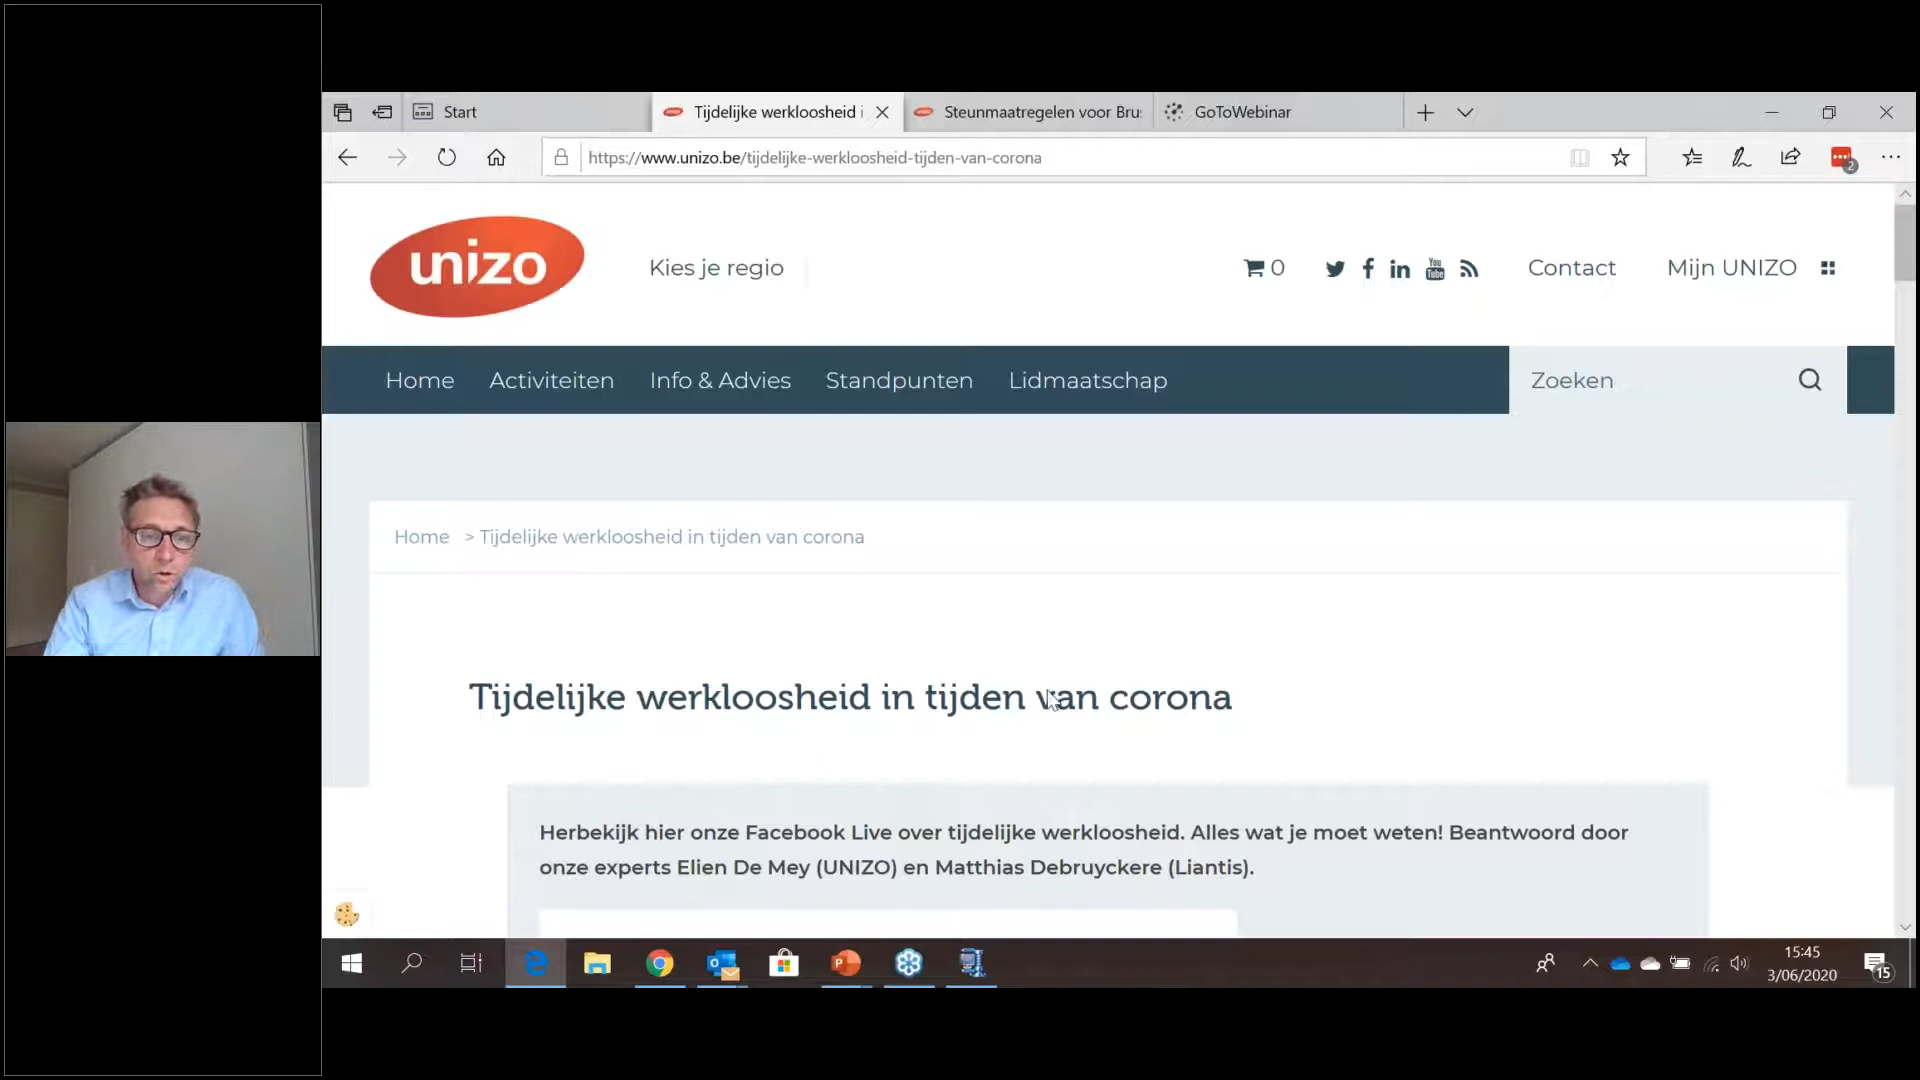 Start
Tijdelijke werkloosheid i
Steunmaatregelen voor Bru
GoToWebinar
https://www.unizo.be/tijdelijke-werkloosheid-tijden-van-corona
2
unizo
Kies je regio
0
You
Tube
Contact
Mijn UNIZO
Home
Activiteiten
Info & Advies
Standpunten
Lidmaatschap
Zoeken
Home > Tijdelijke werkloosheid in tijden van corona
Tijdelijke werkloosheid in tijden van corona
Herbekijk hier onze Facebook Live over tijdelijke werkloosheid. Alles wat je moet weten! Beantwoord door
onze experts Elien De Mey (UNIZO) en Matthias Debruyckere (Liantis).
15:45
3/06/2020
15